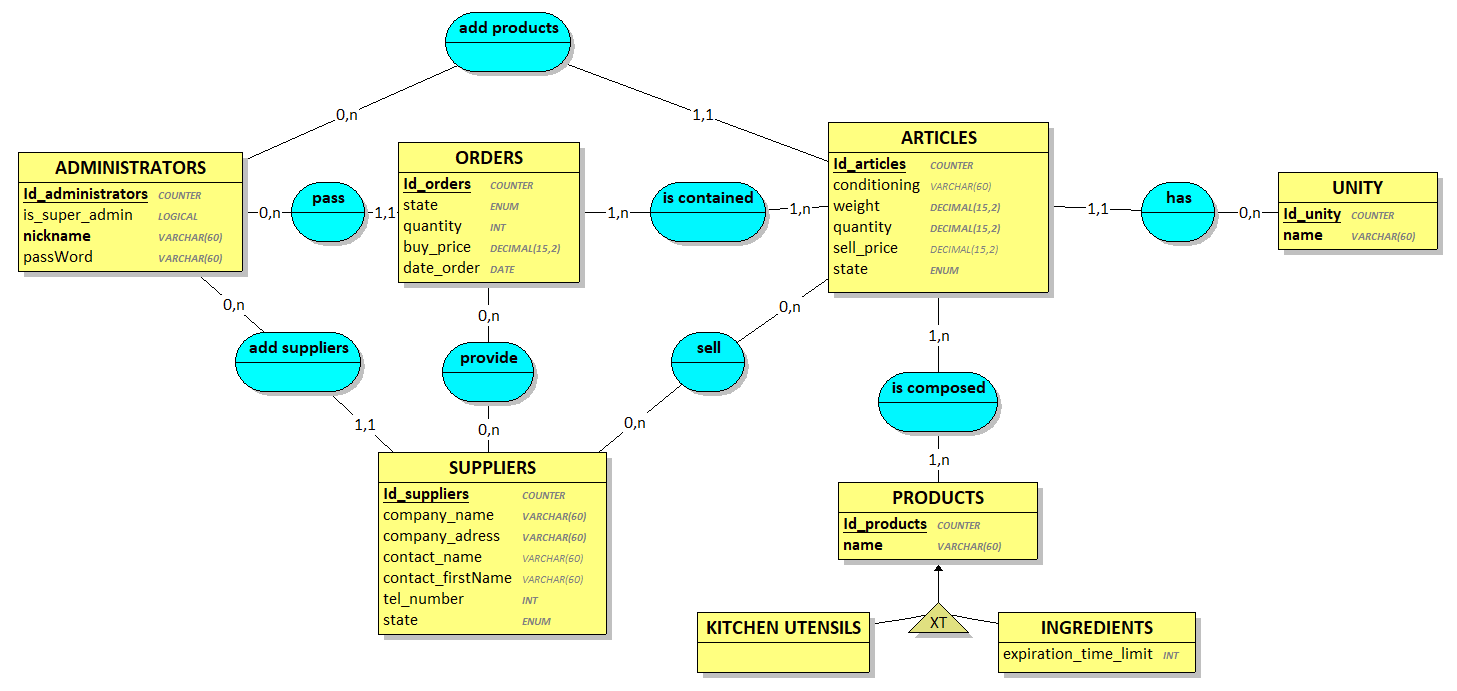 add products
0,n
1,1
ADMINISTRATORS
Id_administrators COUNTER
is_super_admin LOGICAL
nickname VARCHAR(60)
passWord VARCHAR(60)
0,n
pass
1,1
ORDERS
Id_orders COUNTER
state ENUM
quantity INT
buy_price DECIMAL(15,2)
date_order DATE
1,n
is contained
1,n
ARTICLES
Id_articles COUNTER
conditioning VARCHAR(60)
weight DECIMAL(15,2)
quantity DECIMAL(15,2)
sell_price DECIMAL(15,2)
state ENUM
1,1
has
0,n
UNITY
Id_unity COUNTER
name VARCHAR(60)
0,n
add suppliers
1,1
0,n
provide
0,n
0,n
sell
0,n
1,n
is composed
1,n
SUPPLIERS
Id_suppliers COUNTER
company_name VARCHAR(60)
company_adress VARCHAR(60)
contact_name VARCHAR(60)
contact_firstName VARCHAR(60)
tel_number INT
state ENUM
PRODUCTS
Id_products COUNTER
name VARCHAR(60)
XT
KITCHEN UTENSILS
INGREDIENTS
expiration_time_limit INT